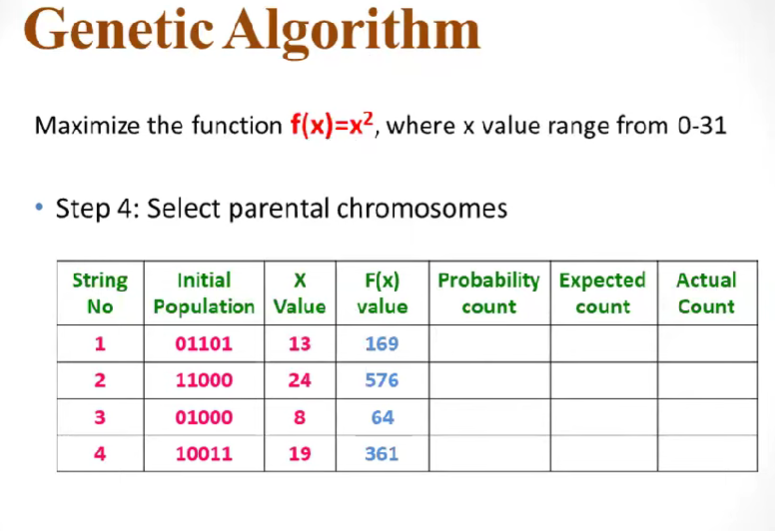 Genetic Algorithm
Maximize the function f(x)=x², where x value range from 0-31
• Step 4: Select parental chromosomes
String No Initial Population X Value F(x) value Probability count Expected count Actual Count
1 01101 13 169
2 11000 24 576
3 01000 8 64
4 10011 19 361